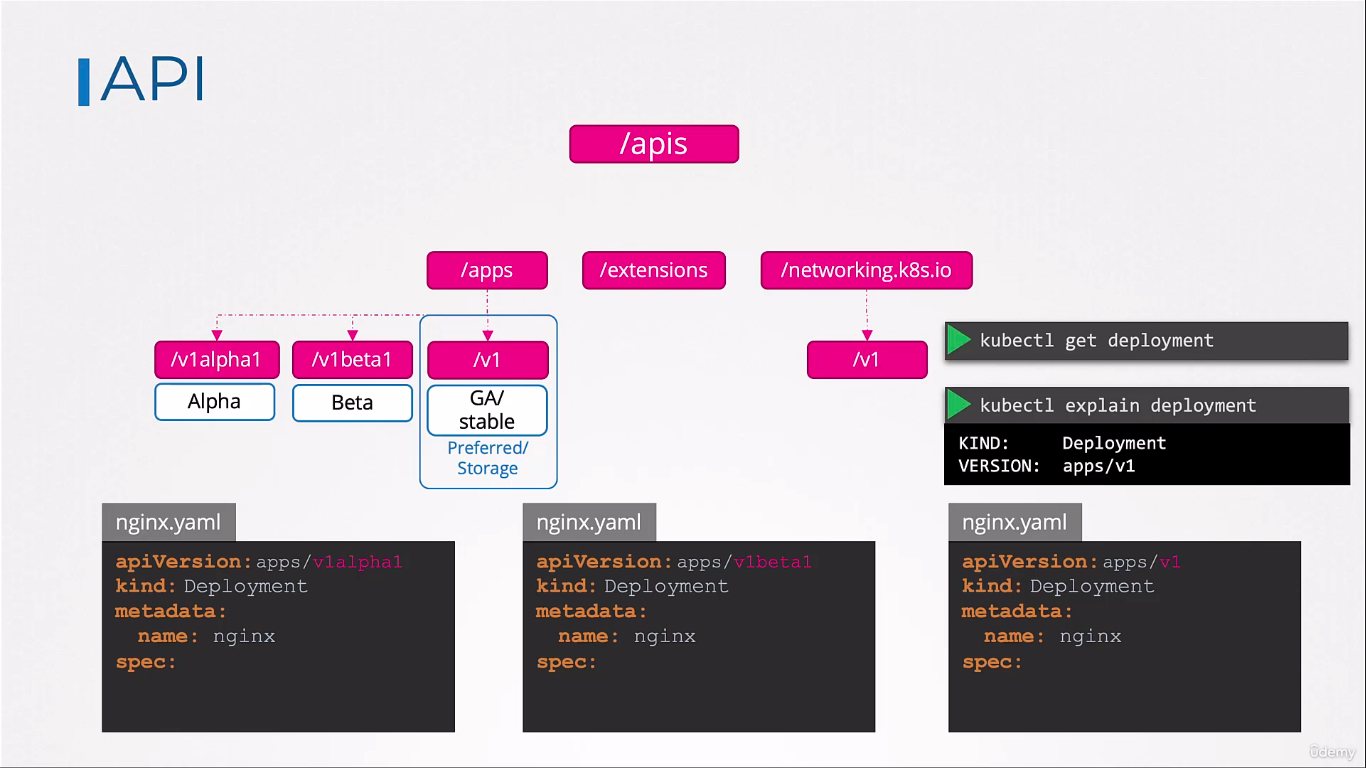 API
/apis
/apps
/extensions
/networking.k8s.io
/v1alpha1
/v1beta1
/v1
/v1
Alpha
Beta
GA/
stable
Preferred/
Storage
kubectl get deployment
kubectl explain deployment
KIND: Deployment
VERSION: apps/v1
nginx.yaml
apiVersion: apps/v1alpha1
kind: Deployment
metadata:
name: nginx
spec:
nginx.yaml
apiVersion: apps/v1beta1
kind: Deployment
metadata:
name: nginx
spec:
nginx.yaml
apiVersion: apps/v1
kind: Deployment
metadata:
name: nginx
spec:
ûdemy